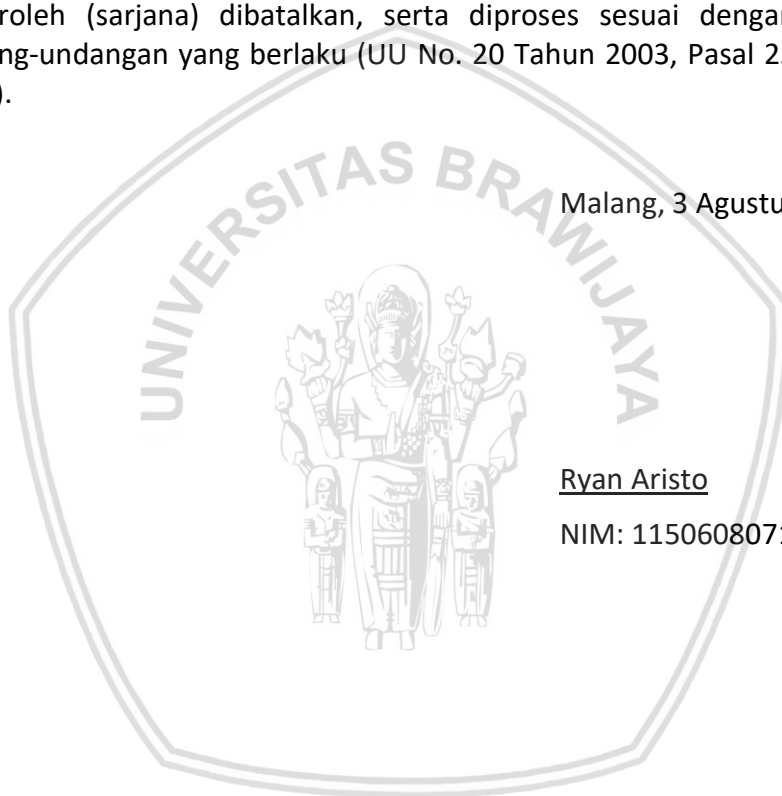 roleh (sarjana) dibatalkan, serta diproses sesuai dengan
ng-undangan yang berlaku (UU No. 20 Tahun 2003, Pasal 2
).
UNIVERSITAS BRAWIJAYA
Malang, 3 Agustu
Ryan Aristo
NIM: 115060807